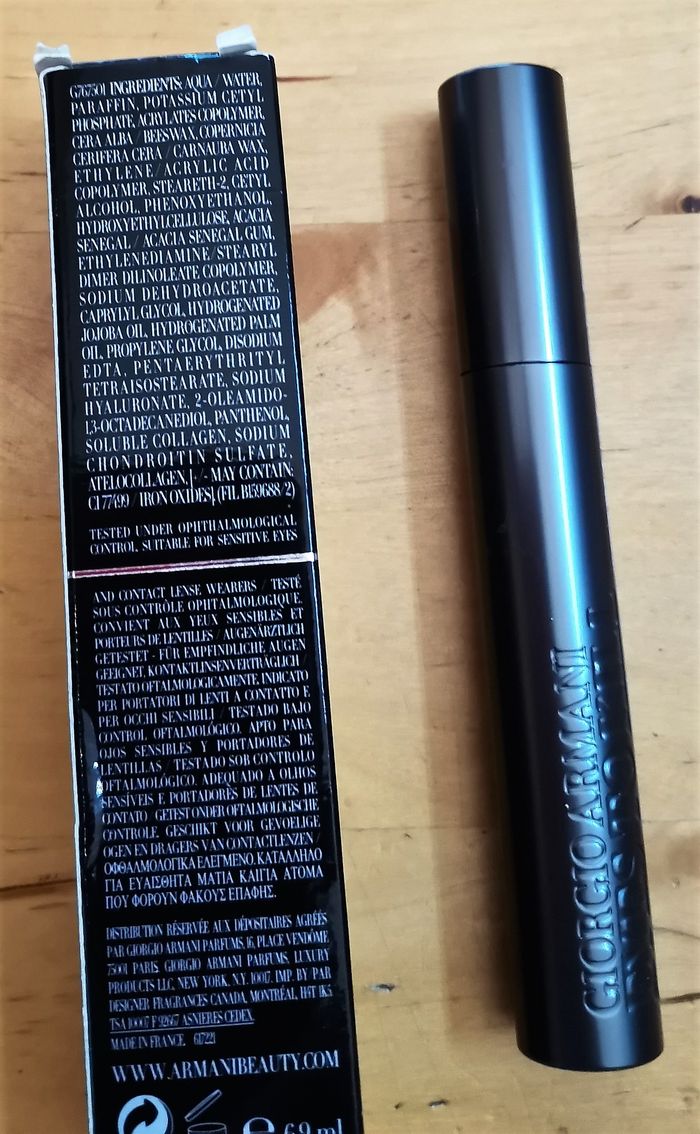 G767501 INGREDIENTS: AQUA / WATER,
PARAFFIN, POTASSIUM CETYL
PHOSPHATE, ACRYLATES COPOLYMER,
CERA ALBA / BEESWAX, COPERNICIA
CERIFERA CERA / CARNAUBA WAX,
ETHYLENE/ACRYLIC ACID
COPOLYMER, STEARETH-2, CETYL
ALCOHOL, PHENOXYETHANOL,
HYDROXYETHYLCELLULOSE, ACACIA
SENEGAL / ACACIA SENEGAL GUM,
ETHYLENEDIAMINE/STEARYL
DIMER DILINOLEATE COPOLYMER,
SODIUM DEHYDROACETATE,
CAPRYLYL GLYCOL, HYDROGENATED
JOJOBA OIL, HYDROGENATED PALM
OIL, PROPYLENE GLYCOL, DISODIUM
EDTA, PENTAERYTHRITYL
TETRAISOSTEARATE, SODIUM
HYALURONATE, 2-OLEAMIDO-
1,3-OCTADECANEDIOL, PANTHENOL,
SOLUBLE COLLAGEN, SODIUM
CHONDROITIN SULFATE,
ATELOCOLLAGEN, [+/- MAY CONTAIN:
CI 77499 / IRON OXIDES]. (FIL B159688/2)
TESTED UNDER OPHTHALMOLOGICAL
CONTROL. SUITABLE FOR SENSITIVE EYES
AND CONTACT LENSE WEARERS / TESTÉ
SOUS CONTRÔLE OPHTALMOLOGIQUE.
CONVIENT AUX YEUX SENSIBLES ET
PORTEURS DE LENTILLES / AUGENÄRZTLICH
GETESTET - FÜR EMPFINDLICHE AUGEN
GEEIGNET, KONTAKTLINSENVERTRÄGLICH /
TESTATO OFTALMOLOGICAMENTE. INDICATO
PER PORTATORI DI LENTI A CONTATTO E
PER OCCHI SENSIBILI / TESTADO BAJO
CONTROL OFTALMOLÓGICO. APTO PARA
OJOS SENSIBLES Y PORTADORES DE
LENTILLAS / TESTADO SOB CONTROLO
OFTALMOLÓGICO. ADEQUADO A OLHOS
SENSÍVEIS E PORTADORES DE LENTES DE
CONTATO GETEST ONDER OFTALMOLOGISCHE
CONTROLE. GESCHIKT VOOR GEVOELIGE
OGEN EN DRAGERS VAN CONTACTLENZEN /
ΟΦΘΑΛΜΟΛΟΓΙΚΑ ΕΛΕΓΜΕΝΟ. ΚΑΤΑΛΛΗΛΟ
ΓΙΑ ΕΥΑΙΣΘΗΤΑ ΜΑΤΙΑ ΚΑΙ ΓΙΑ ΑΤΟΜΑ
ΠΟΥ ΦΟΡΟΥΝ ΦΑΚΟΥΣ ΕΠΑΦΗΣ.
DISTRIBUTION RÉSERVÉE AUX DÉPOSITAIRES AGRÉÉS
PAR GIORGIO ARMANI PARFUMS, 16, PLACE VENDÔME
75001 PARIS. GIORGIO ARMANI PARFUMS, LUXURY
PRODUCTS LLC, NEW YORK, N.Y. 10017. IMP. BY PAR
DESIGNER FRAGRANCES CANADA, MONTRÉAL, H4T 1K5
TSA 10007 F 92667 ASNIERES CEDEX.
MADE IN FRANCE. 617221
WWW.ARMANIBEAUTY.COM
6.9 ml
GIORGIO ARMANI